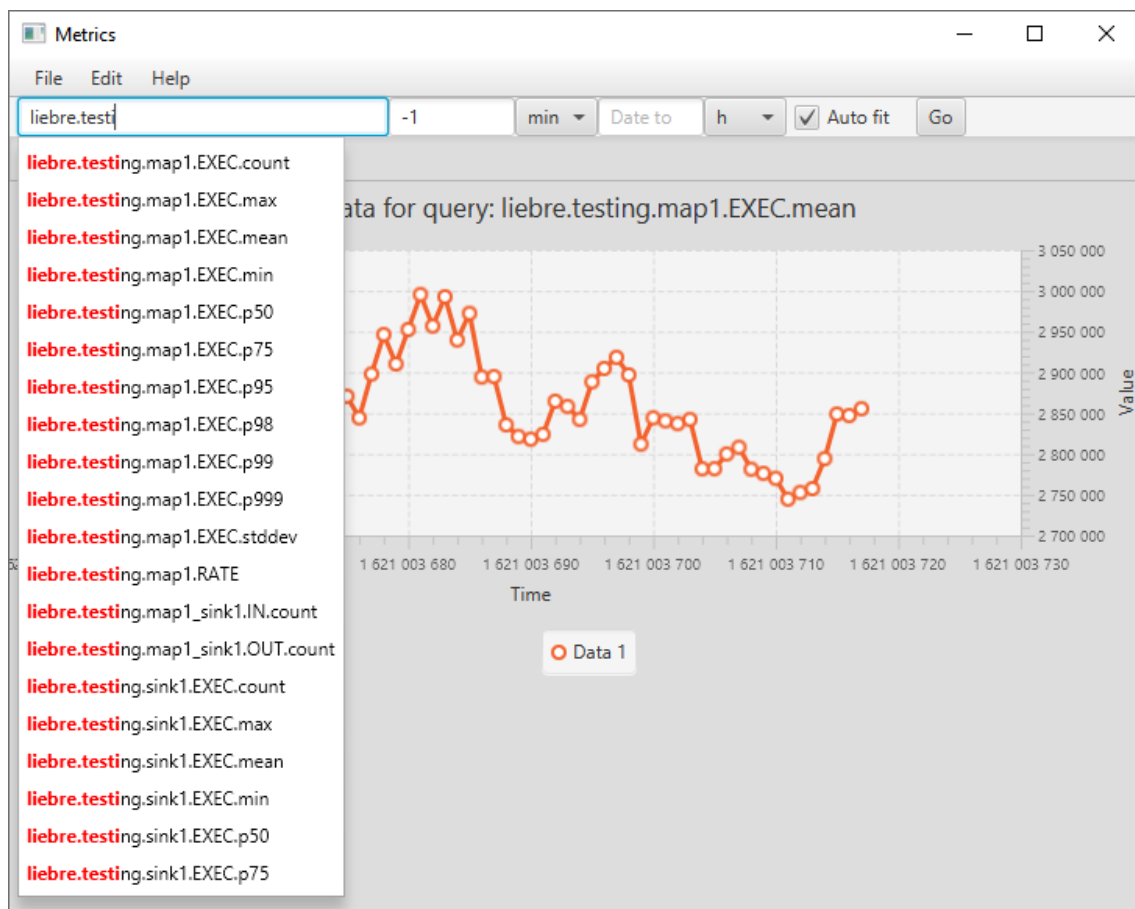 Metrics
File Edit Help
liebre.testi -1 min Date to h Auto fit Go
liebre.testing.map1.EXEC.count
liebre.testing.map1.EXEC.max
liebre.testing.map1.EXEC.mean
liebre.testing.map1.EXEC.min
liebre.testing.map1.EXEC.p50
liebre.testing.map1.EXEC.p75
liebre.testing.map1.EXEC.p95
liebre.testing.map1.EXEC.p98
liebre.testing.map1.EXEC.p99
liebre.testing.map1.EXEC.p999
liebre.testing.map1.EXEC.stddev
liebre.testing.map1.RATE
liebre.testing.map1_sink1.IN.count
liebre.testing.map1_sink1.OUT.count
liebre.testing.sink1.EXEC.count
liebre.testing.sink1.EXEC.max
liebre.testing.sink1.EXEC.mean
liebre.testing.sink1.EXEC.min
liebre.testing.sink1.EXEC.p50
liebre.testing.sink1.EXEC.p75
ata for query: liebre.testing.map1.EXEC.mean
3 050 000
3 000 000
2 950 000
2 900 000
2 850 000
2 800 000
2 750 000
2 700 000
Value
1 621 003 680 1 621 003 690 1 621 003 700 1 621 003 710 1 621 003 720 1 621 003 730
Time
Data 1